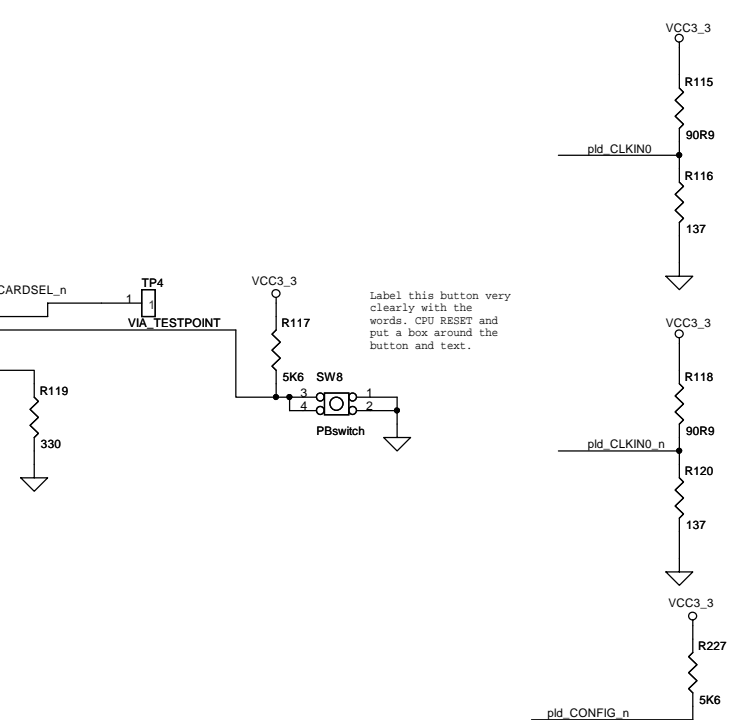 VCC3_3
R115
90R9
pld_CLKIN0
R116
137
CARDSEL_n
TP4
1
1
VIA_TESTPOINT
VCC3_3
R117
5K6
SW8
3
4
1
2
PBswitch
Label this button very
clearly with the
words. CPU RESET and
put a box around the
button and text.
R119
330
VCC3_3
R118
90R9
pld_CLKIN0_n
R120
137
VCC3_3
R227
5K6
pld_CONFIG_n